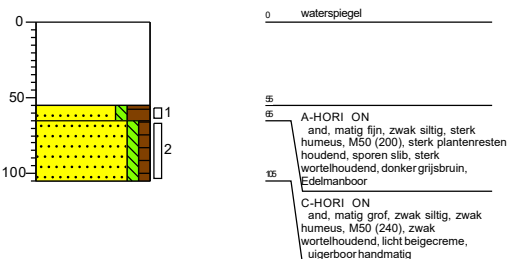 0
50
100
1
2
0 waterspiegel
55
65
A-HORI ON
and, matig fijn, zwak siltig, sterk
humeus, M50 (200), sterk plantenresten
houdend, sporen slib, sterk
wortelhoudend, donker grijsbruin,
Edelmanboor
105
C-HORI ON
and, matig grof, zwak siltig, zwak
humeus, M50 (240), zwak
wortelhoudend, licht beigecreme,
uigerboor handmatig